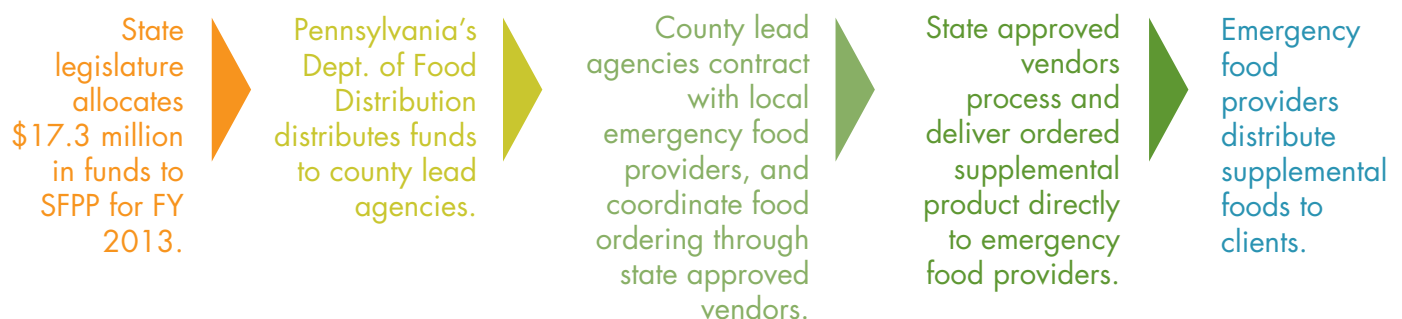 State
legislature
allocates
$17.3 million
in funds to
SFPP for FY
2013.
Pennsylvania's
Dept. of Food
Distribution
distributes funds
to county lead
agencies.
County lead
agencies contract
with local
emergency food
providers, and
coordinate food
ordering through
state approved
vendors.
State approved
vendors
process and
deliver ordered
supplemental
product directly
to emergency
food providers.
Emergency
food
providers
distribute
supplemental
foods to
clients.